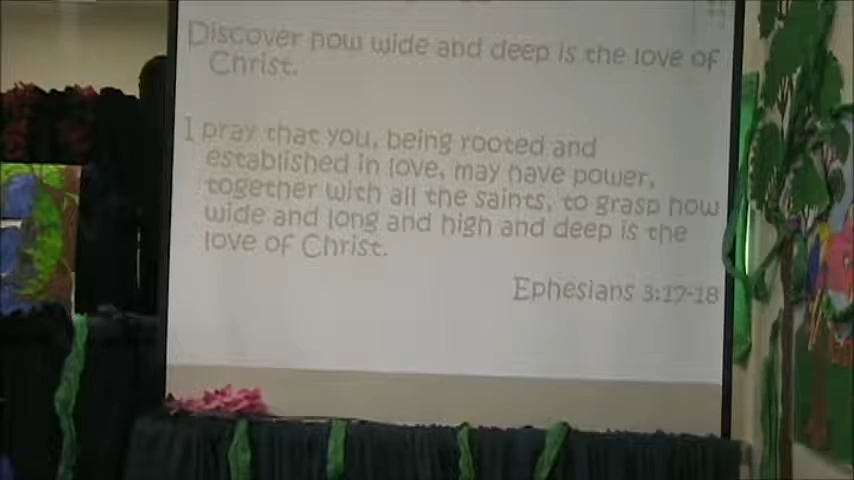 Discover how wide and deep is the love of
Christ.
I pray that you, being rooted and
established in love, may have power,
together with all the saints, to grasp how
wide and long and high and deep is the
love of Christ.
Ephesians 3:17-18